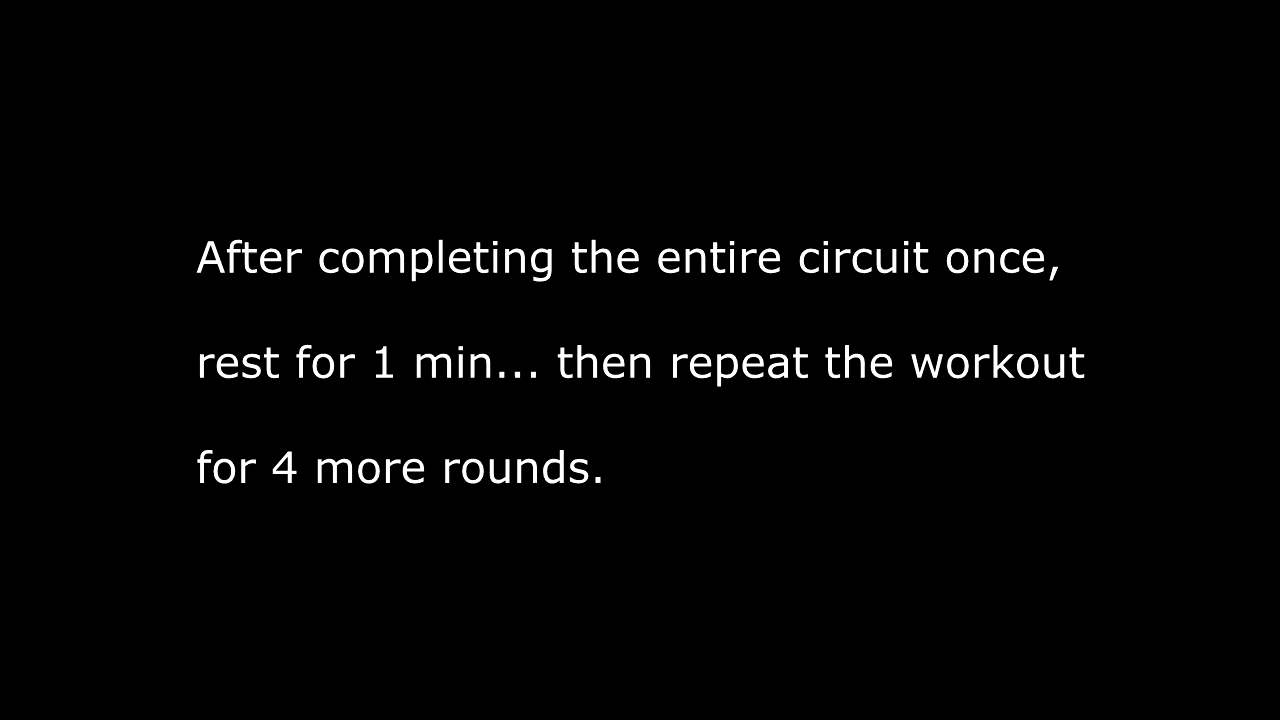 After completing the entire circuit once,
rest for 1 min... then repeat the workout
for 4 more rounds.